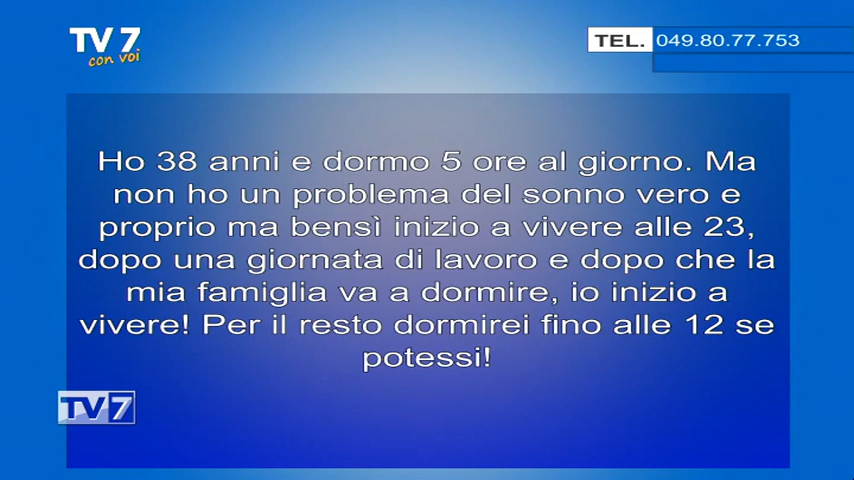 TV7
con voi
TEL. 049.80.77.753
Ho 38 anni e dormo 5 ore al giorno. Ma
non ho un problema del sonno vero e
proprio ma bensì inizio a vivere alle 23,
dopo una giornata di lavoro e dopo che la
mia famiglia va a dormire, io inizio a
vivere! Per il resto dormirei fino alle 12 se
potessi!
TV7